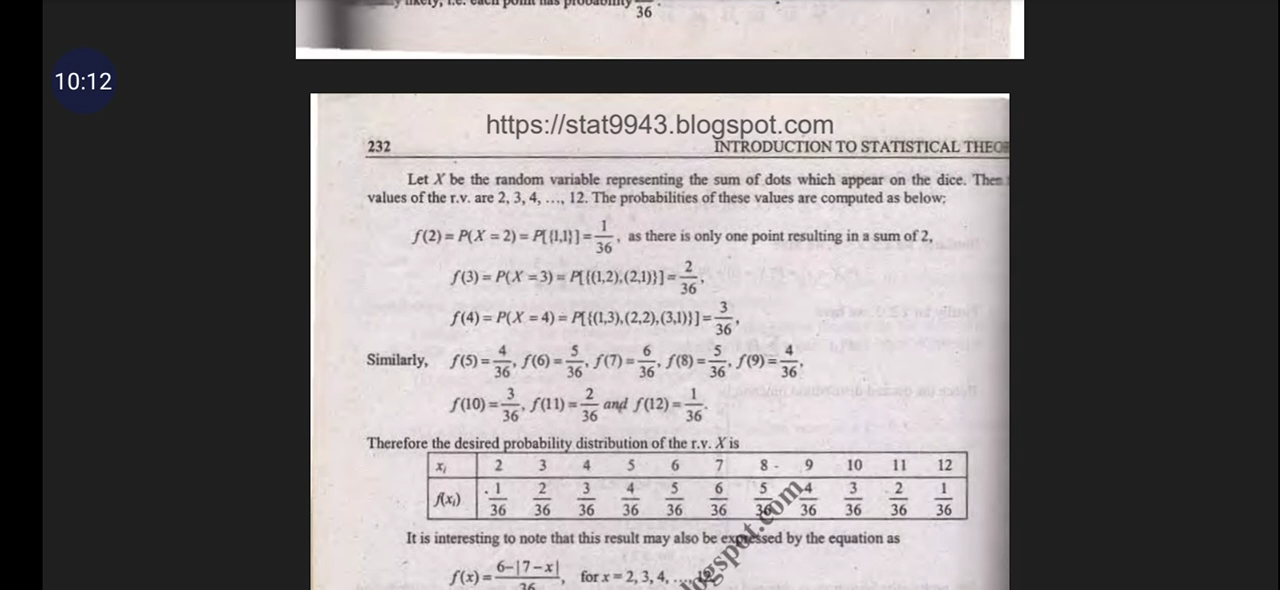 likely, i.e. each point has probability /36 .
10:12
https://stat9943.blogspot.com
232 INTRODUCTION TO STATISTICAL THEO
Let X be the random variable representing the sum of dots which appear on the dice. Then
values of the r.v. are 2, 3, 4, ..., 12. The probabilities of these values are computed as below:
f(2) = P(X = 2) = P[{1,1}] = 1/36, as there is only one point resulting in a sum of 2,
f(3) = P(X = 3) = P[{(1,2),(2,1)}] = 2/36,
f(4) = P(X = 4) = P[{(1,3),(2,2),(3,1)}] = 3/36,
Similarly, f(5) = 4/36, f(6) = 5/36, f(7) = 6/36, f(8) = 5/36, f(9) = 4/36,
f(10) = 3/36, f(11) = 2/36 and f(12) = 1/36.
Therefore the desired probability distribution of the r.v. X is
xi 2 3 4 5 6 7 8 9 10 11 12
f(xi) 1/36 2/36 3/36 4/36 5/36 6/36 5/36 4/36 3/36 2/36 1/36
It is interesting to note that this result may also be expressed by the equation as
f(x) = 6-|7-x|/36, for x = 2, 3, 4, ..., 12
logspot.com